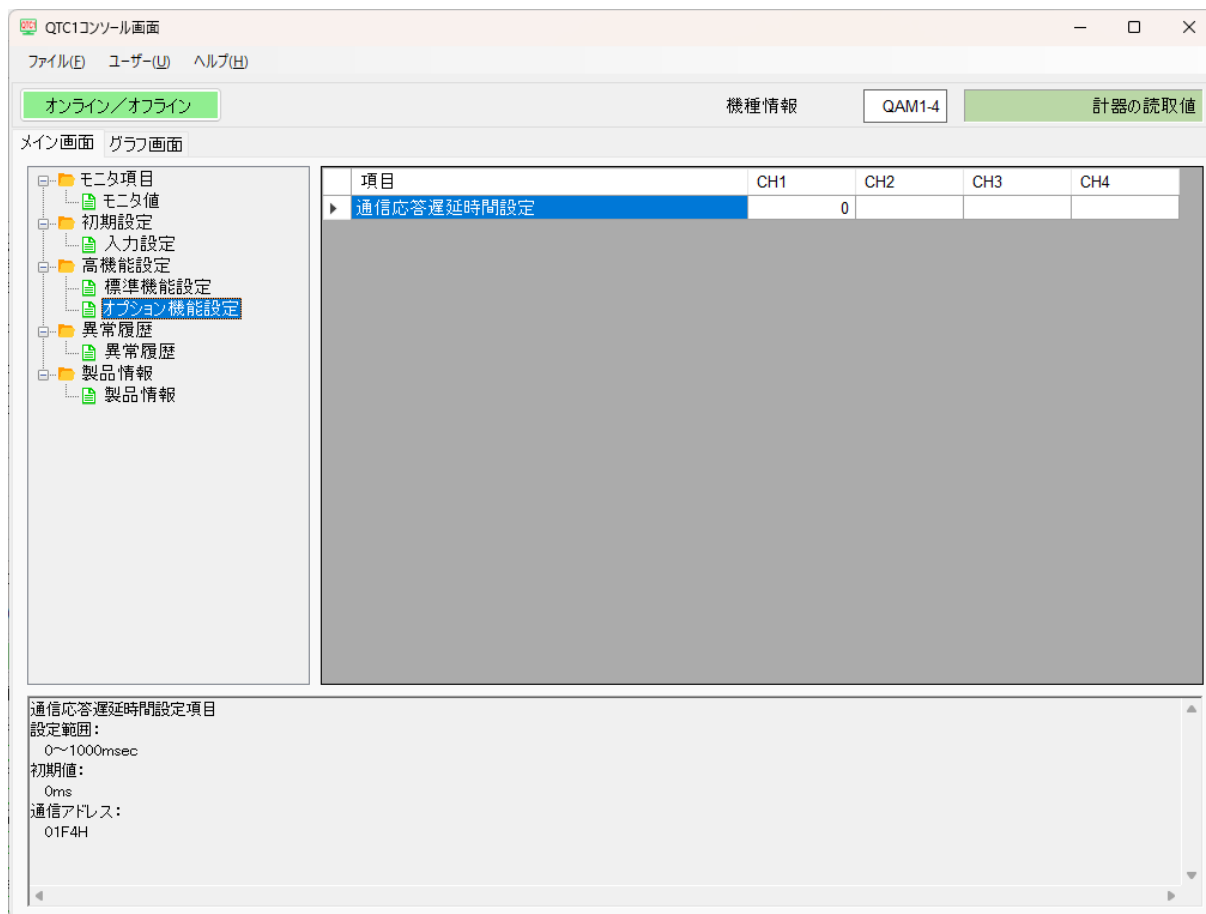 QTC1コンソール画面
ファイル(F) ユーザー(U) ヘルプ(H)
オンライン／オフライン 機種情報 QAM1-4 計器の読取値
メイン画面 グラフ画面
モニタ項目
モニタ値
初期設定
入力設定
高機能設定
標準機能設定
オプション機能設定
異常履歴
異常履歴
製品情報
製品情報
項目 CH1 CH2 CH3 CH4
通信応答遅延時間設定 0
通信応答遅延時間設定項目
設定範囲：
0～1000msec
初期値：
0ms
通信アドレス：
01F4H